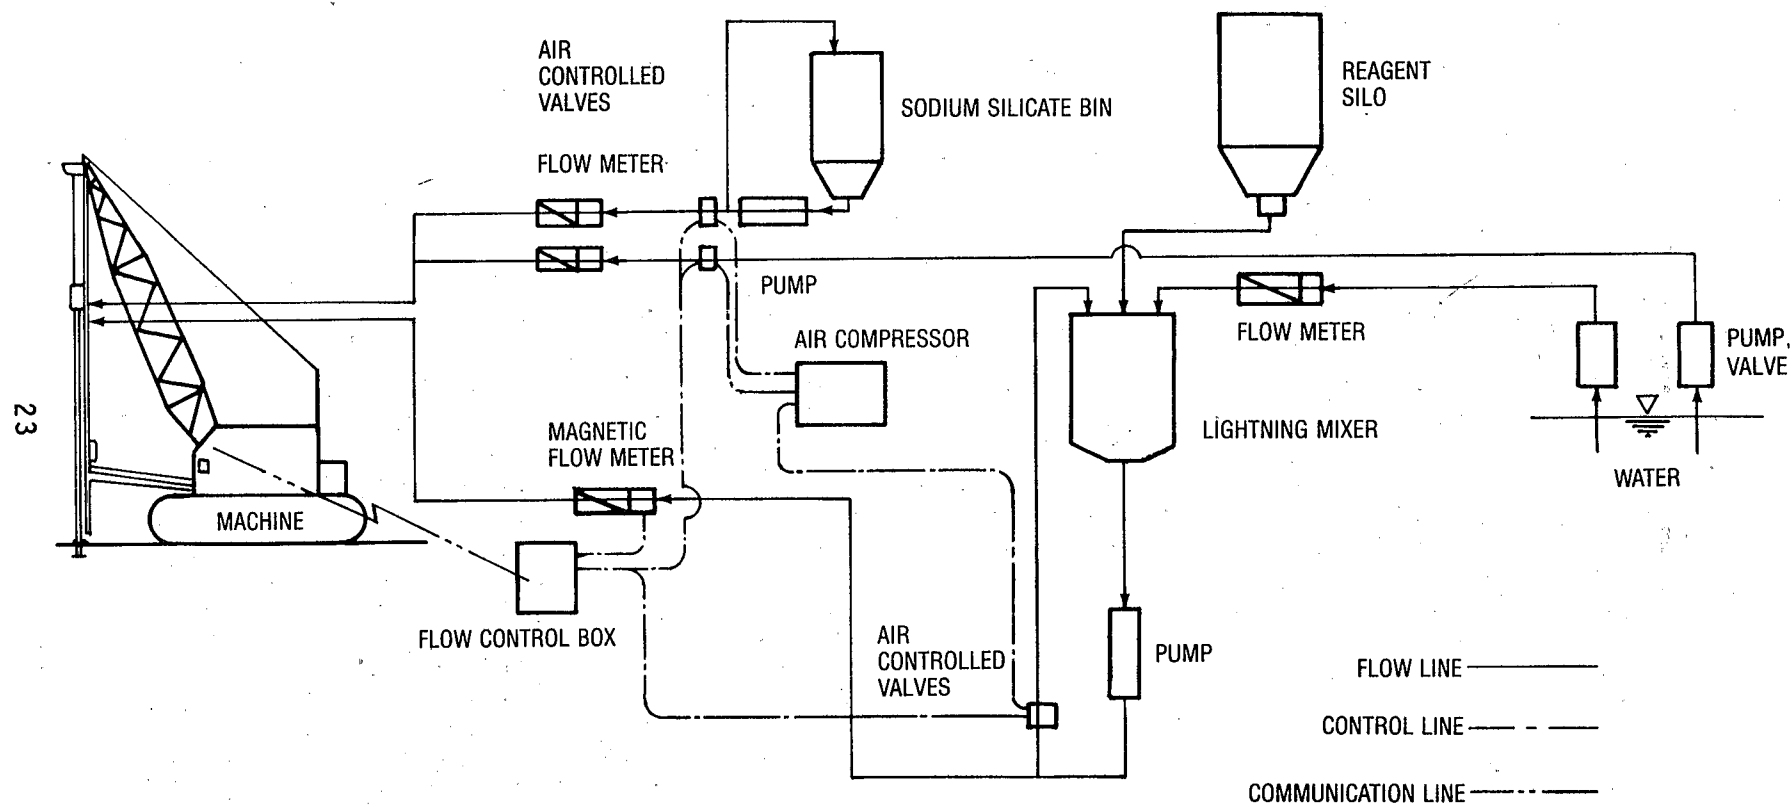 AIR
CONTROLLED
VALVES
SODIUM SILICATE BIN
REAGENT
SILO
FLOW METER
PUMP
AIR COMPRESSOR
FLOW METER
PUMP,
VALVE
LIGHTNING MIXER
WATER
MAGNETIC
FLOW METER
MACHINE
FLOW CONTROL BOX
AIR
CONTROLLED
VALVES
PUMP
FLOW LINE
CONTROL LINE
COMMUNICATION LINE
23